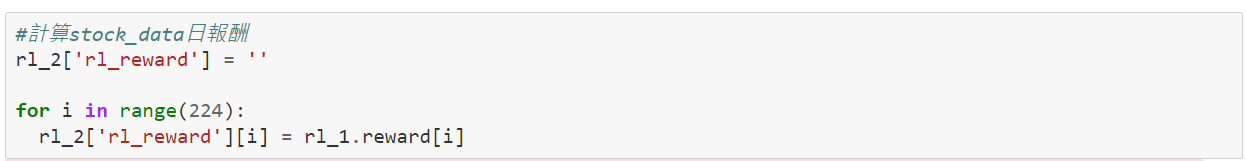 #計算stock_data日報酬
rl_2['rl_reward'] = ''
for i in range(224):
  rl_2['rl_reward'][i] = rl_1.reward[i]